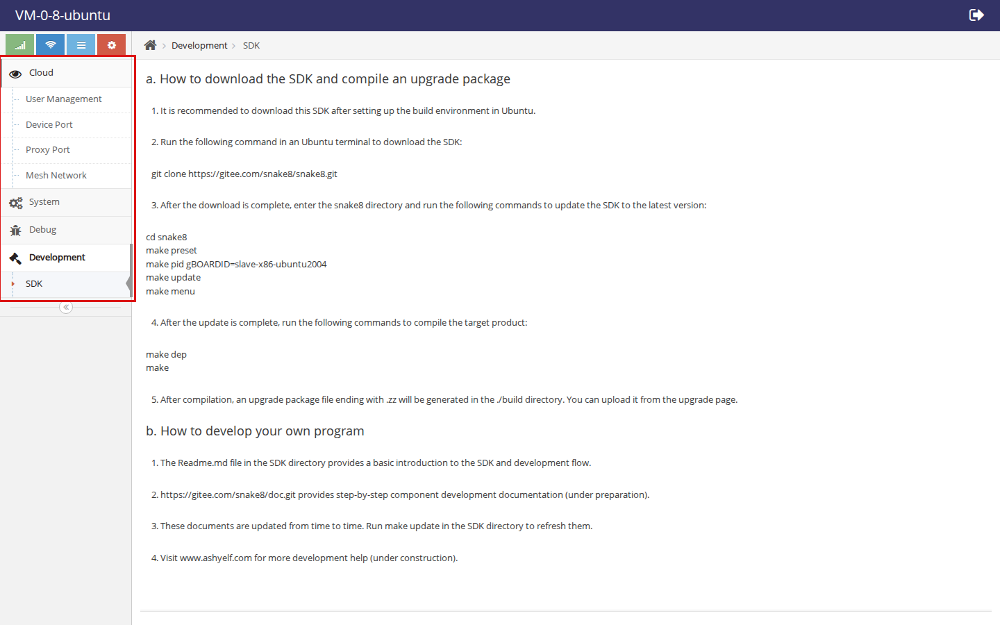 VM-0-8-ubuntu
Development
SDK
Cloud
User Management
Device Port
Proxy Port
Mesh Network
System
Debug
Development
SDK
a. How to download the SDK and compile an upgrade package
1. It is recommended to download this SDK after setting up the build environment in Ubuntu.
2. Run the following command in an Ubuntu terminal to download the SDK:
git clone https://gitee.com/snake8/snake8.git
3. After the download is complete, enter the snake8 directory and run the following commands to update the SDK to the latest version:
cd snake8
make preset
make pid gBOARDID=slave-x86-ubuntu2004
make update
make menu
4. After the update is complete, run the following commands to compile the target product:
make dep
make
5. After compilation, an upgrade package file ending with .zz will be generated in the ./build directory. You can upload it from the upgrade page.
b. How to develop your own program
1. The Readme.md file in the SDK directory provides a basic introduction to the SDK and development flow.
2. https://gitee.com/snake8/doc.git provides step-by-step component development documentation (under preparation).
3. These documents are updated from time to time. Run make update in the SDK directory to refresh them.
4. Visit www.ashyelf.com for more development help (under construction).